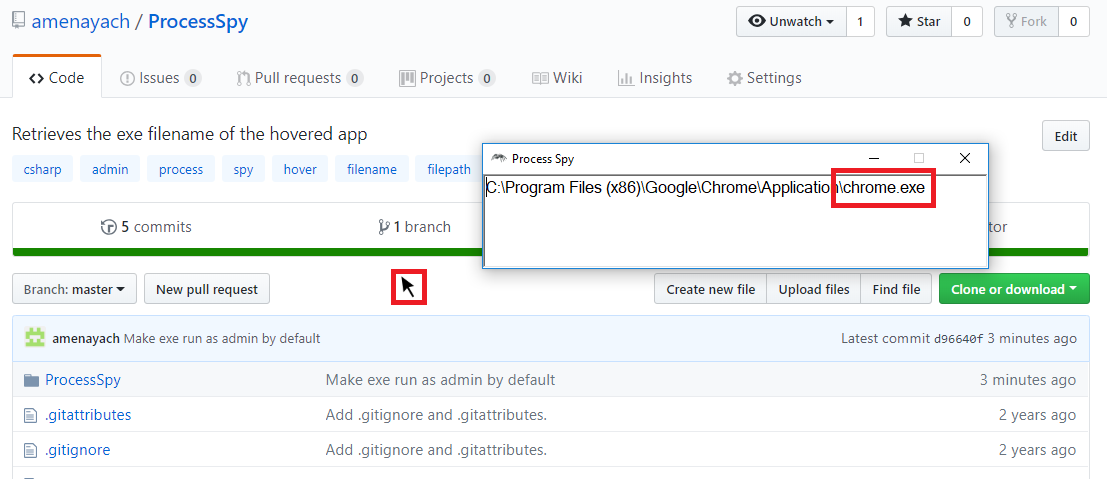 amenayach / ProcessSpy
Unwatch 1 Star 0 Fork 0
Code Issues 0 Pull requests 0 Projects 0 Wiki Insights Settings
Retrieves the exe filename of the hovered app
Edit
csharp admin process spy hover filename filepath
Process Spy
C:\Program Files (x86)\Google\Chrome\Application\chrome.exe
5 commits 1 branch
Branch: master New pull request Create new file Upload files Find file Clone or download
amenayach Make exe run as admin by default Latest commit d96640f 3 minutes ago
ProcessSpy Make exe run as admin by default 3 minutes ago
.gitattributes Add .gitignore and .gitattributes. 2 years ago
.gitignore Add .gitignore and .gitattributes. 2 years ago